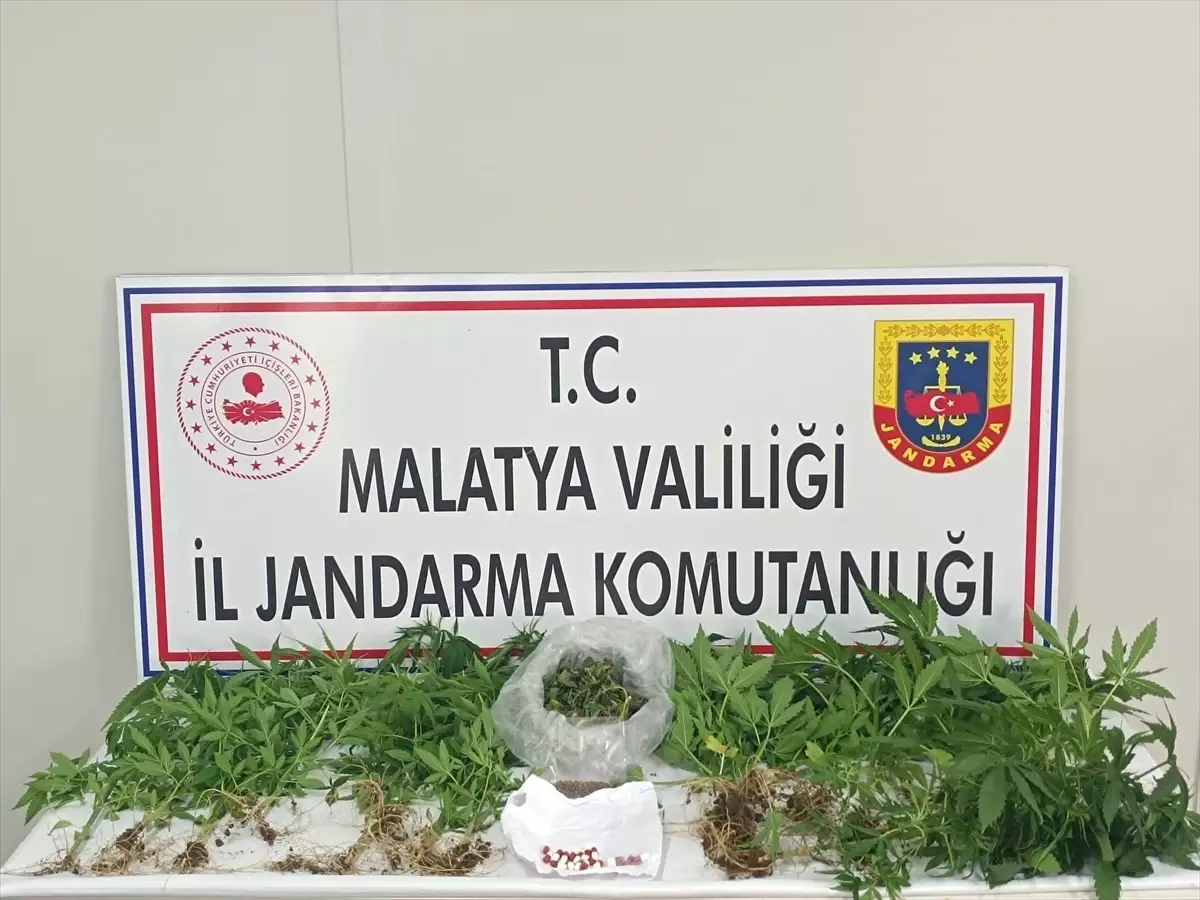 T.C.
MALATYA VALİLİĞİ
İL JANDARMA KOMUTANLIĞI
TÜRKİYE CUMHURİYETİ İÇİŞLERİ BAKANLIĞI
1839
JANDARMA